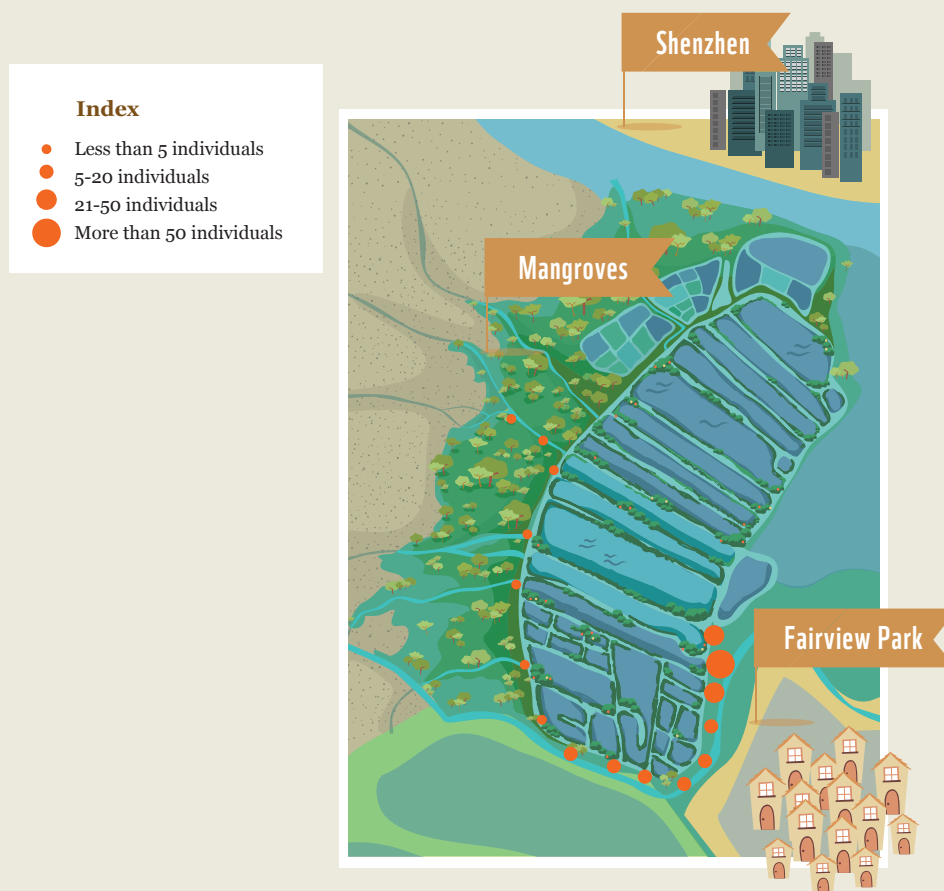 Shenzhen
Index
Less than 5 individuals
5-20 individuals
21-50 individuals
More than 50 individuals
Mangroves
Fairview Park